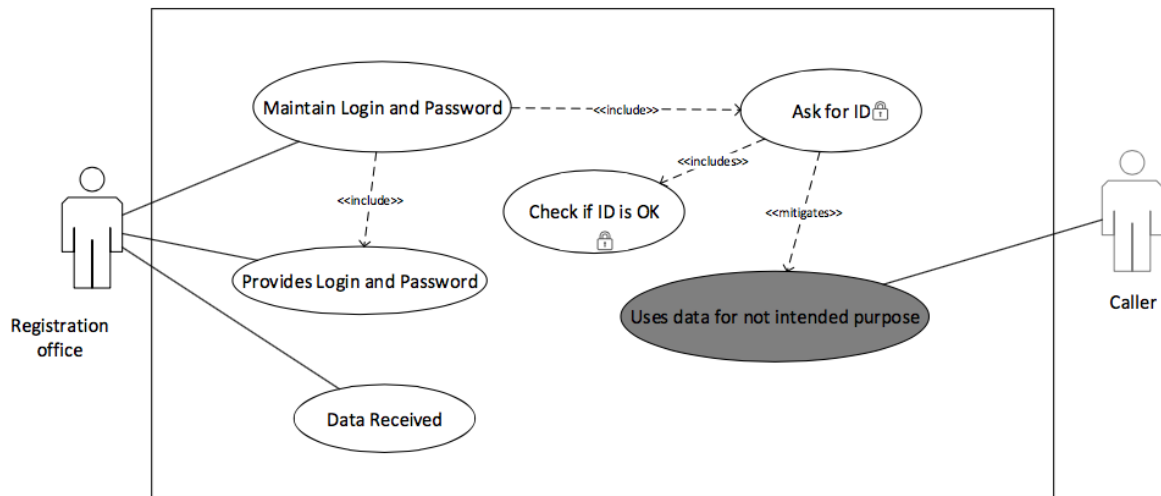 Maintain Login and Password
<<include>>
Ask for ID
<<includes>>
<<include>>
Check if ID is OK
<<mitigates>>
Provides Login and Password
Uses data for not intended purpose
Registration
office
Caller
Data Received